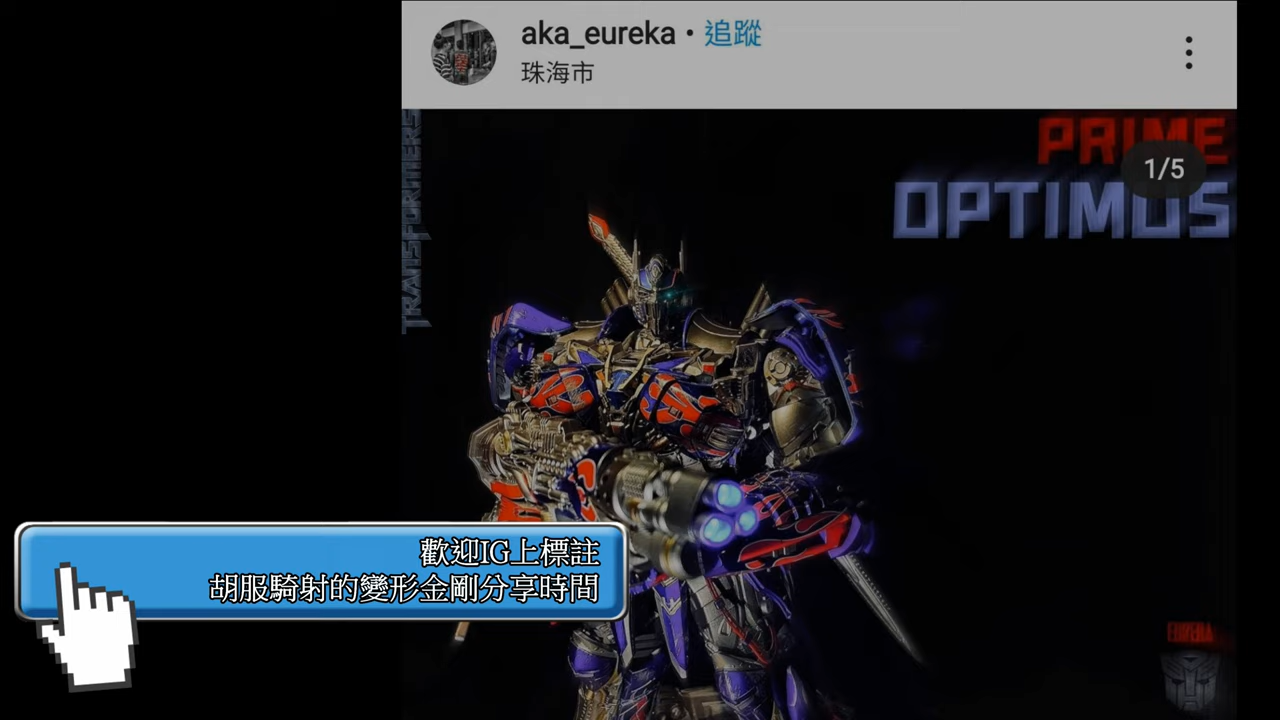 aka_eureka • 追蹤
珠海市
TRANSFORMERS
PRIME
1/5
OPTIMUS
歡迎IG上標註
胡服騎射的變形金剛分享時間
EUREKA